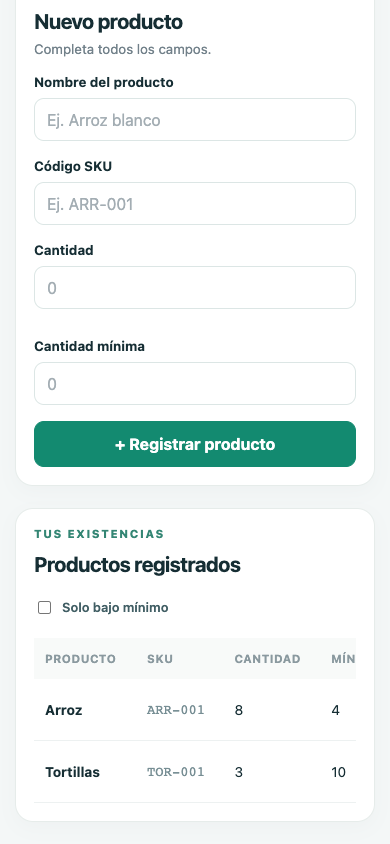 Nuevo producto
Completa todos los campos.
Nombre del producto
Ej. Arroz blanco
Código SKU
Ej. ARR-001
Cantidad
0
Cantidad mínima
0
+ Registrar producto
TUS EXISTENCIAS
Productos registrados
Solo bajo mínimo
PRODUCTO SKU CANTIDAD MÍN
Arroz ARR-001 8 4
Tortillas TOR-001 3 10